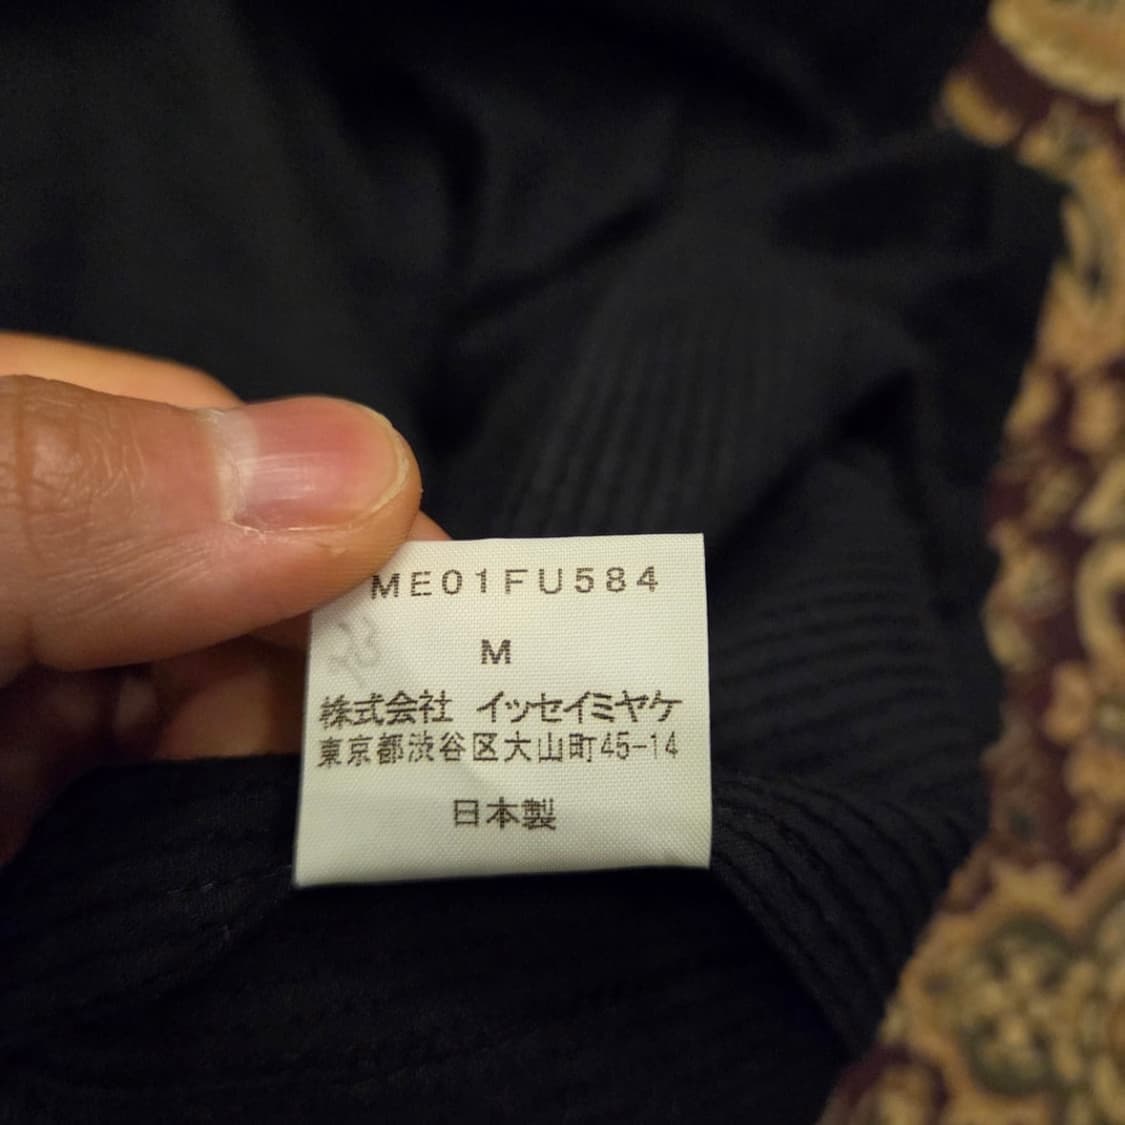 ME01FU584
M
株式会社 イッセイミヤケ
東京都渋谷区大山町45-14
日本製